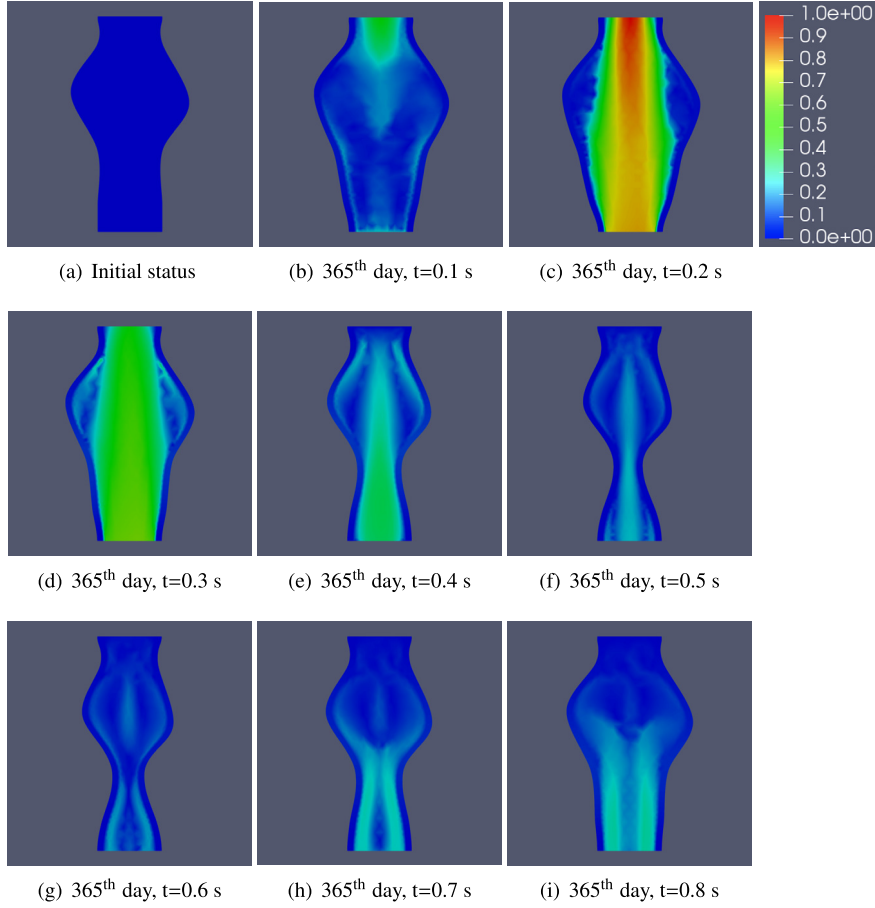 1.0e+00
0.9
0.8
0.7
0.6
0.5
0.4
0.3
0.2
0.1
0.0e+00
(a) Initial status
(b) 365th day, t=0.1 s
(c) 365th day, t=0.2 s
(d) 365th day, t=0.3 s
(e) 365th day, t=0.4 s
(f) 365th day, t=0.5 s
(g) 365th day, t=0.6 s
(h) 365th day, t=0.7 s
(i) 365th day, t=0.8 s